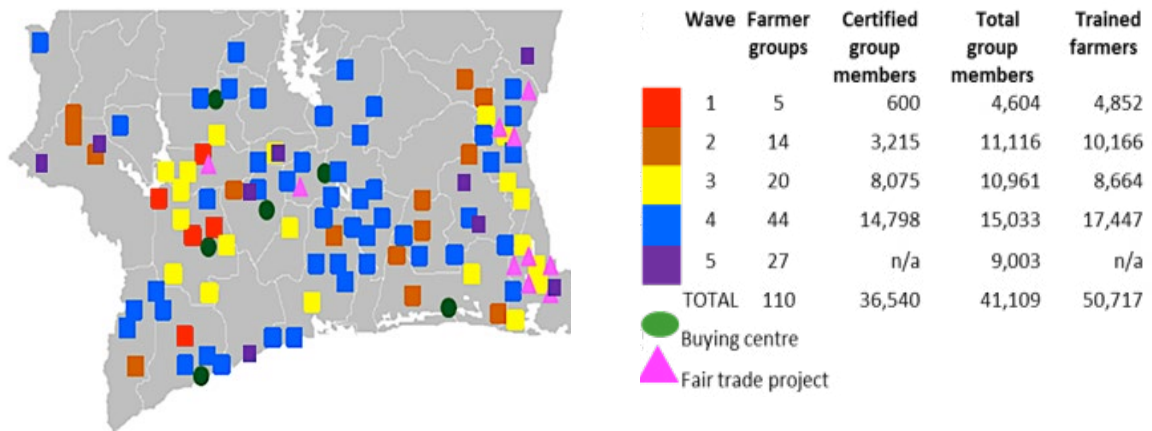 Wave Farmer groups Certified group members Total group members Trained farmers
1 5 600 4,604 4,852
2 14 3,215 11,116 10,166
3 20 8,075 10,961 8,664
4 44 14,798 15,033 17,447
5 27 n/a 9,003 n/a
TOTAL 110 36,540 41,109 50,717
Buying centre
Fair trade project